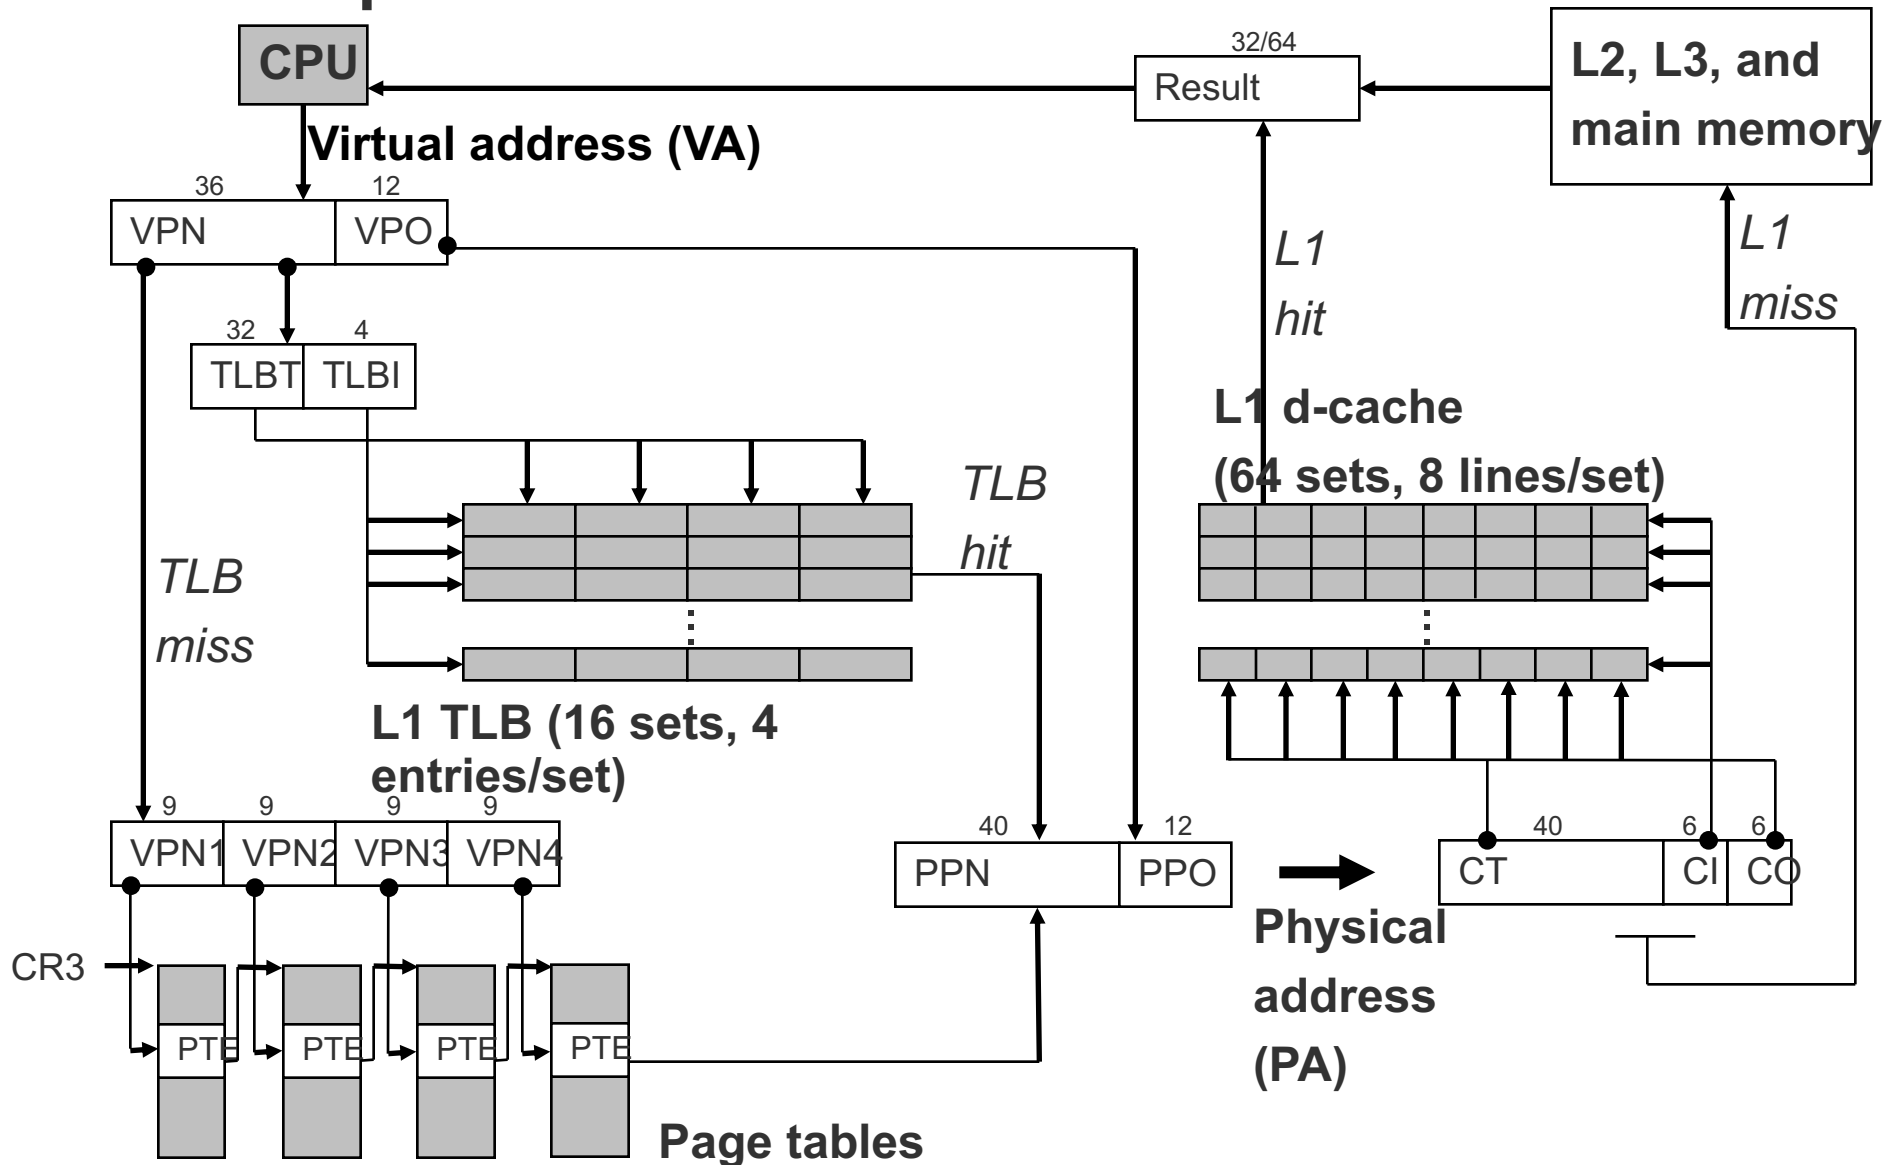 CPU
32/64
Result
L2, L3, and
main memory
Virtual address (VA)
36
12
VPN
VPO
L1
hit
L1
miss
32
4
TLBT
TLBI
L1 d-cache
(64 sets, 8 lines/set)
TLB
hit
TLB
miss
L1 TLB (16 sets, 4
entries/set)
9
9
9
9
VPN1
VPN2
VPN3
VPN4
40
12
PPN
PPO
40
6
6
CT
CI
CO
Physical
address
(PA)
CR3
PTE
PTE
PTE
PTE
Page tables